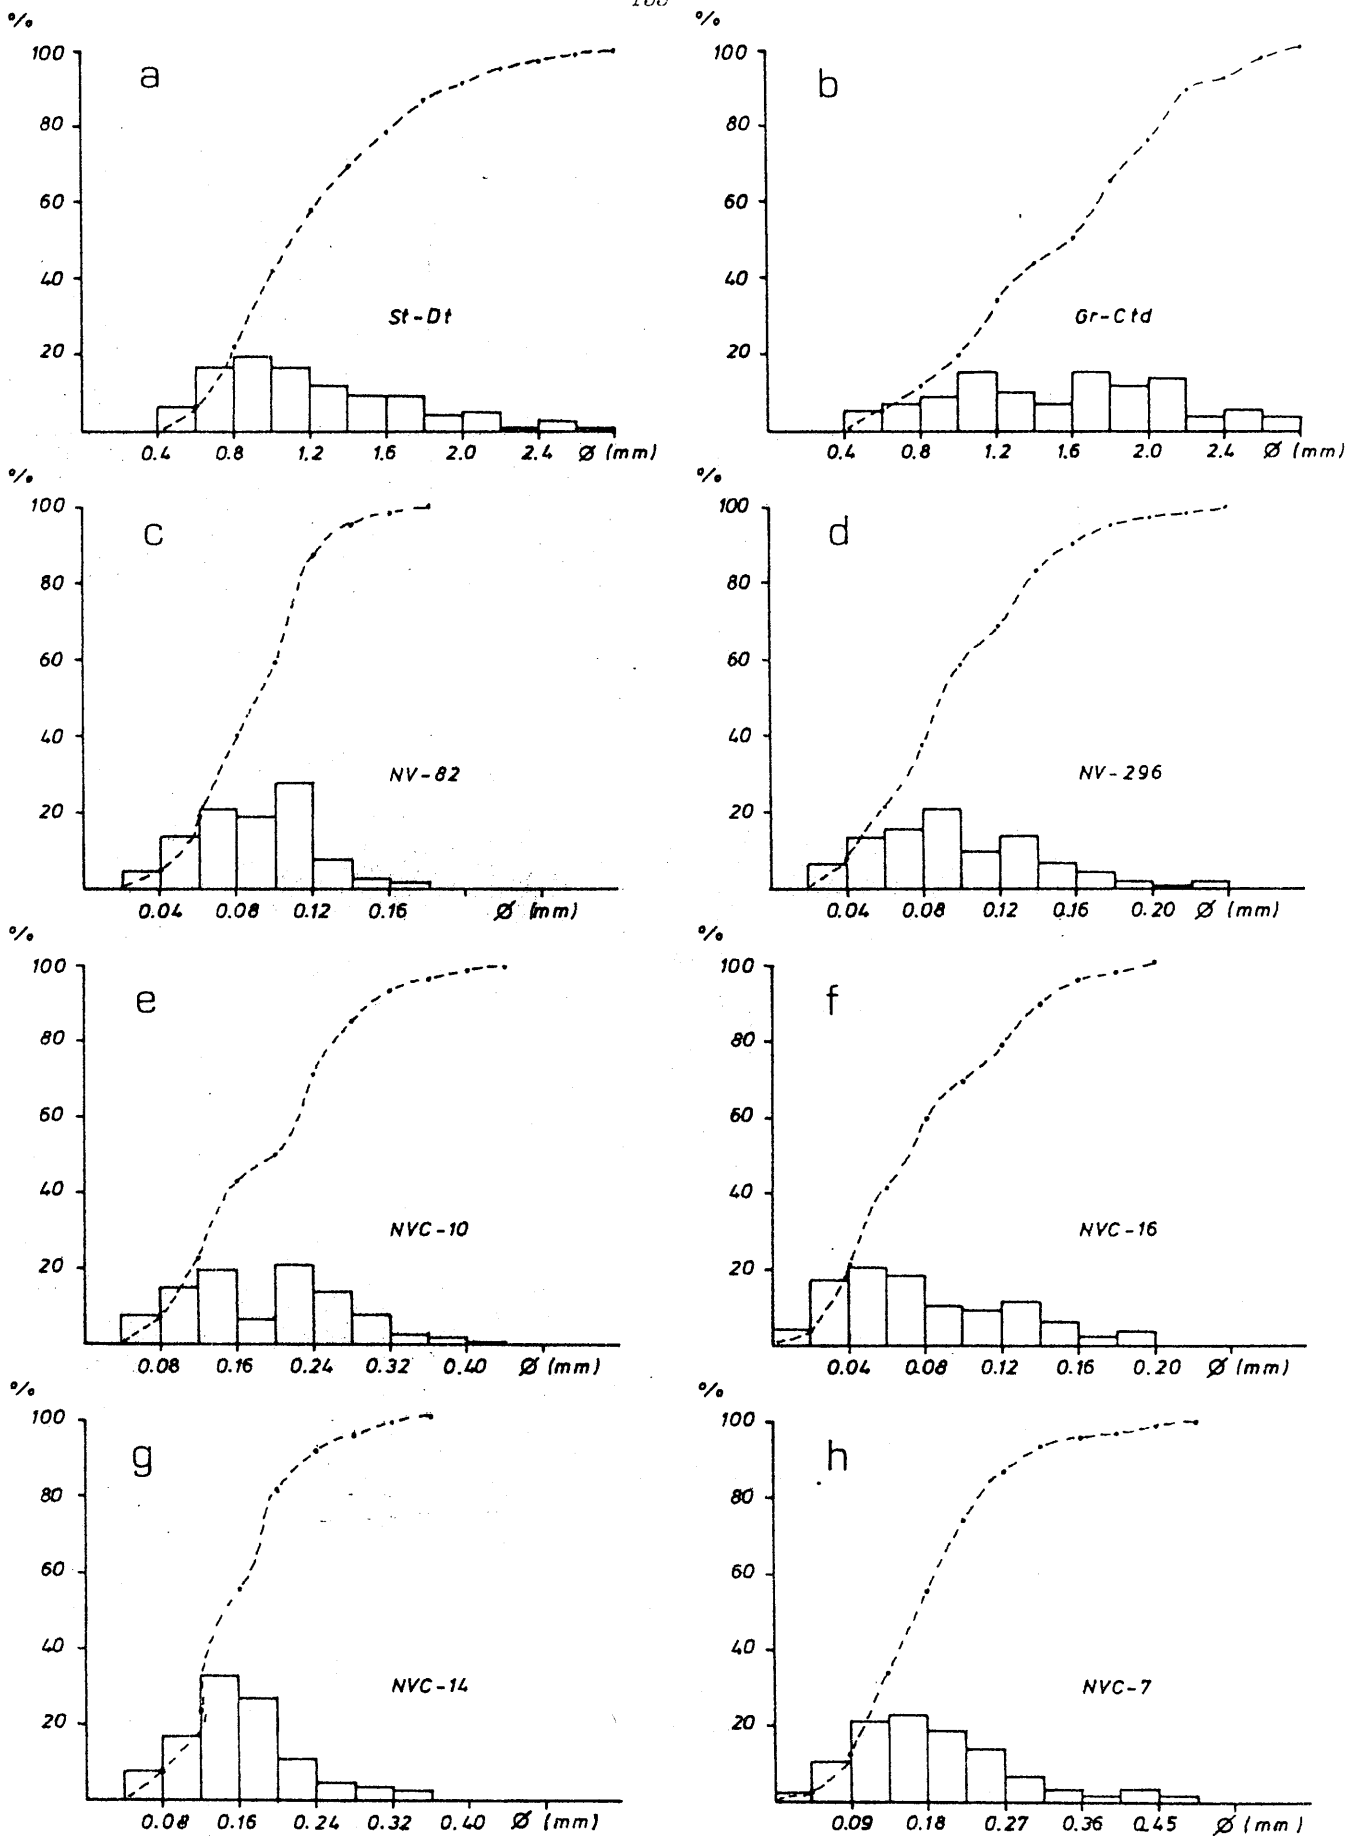 % %
100 100
a b
80 80
60 60
40 40
St-Dt Gr-Ctd
20 20
0.4 0.8 1.2 1.6 2.0 2.4 Ø (mm) 0.4 0.8 1.2 1.6 2.0 2.4 Ø (mm)
% %
100 100
c d
80 80
60 60
40 40
NV-82 NV-296
20 20
0.04 0.08 0.12 0.16 Ø (mm) 0.04 0.08 0.12 0.16 0.20 Ø (mm)
% %
100 100
e f
80 80
60 60
40 40
NVC-10 NVC-16
20 20
0.08 0.16 0.24 0.32 0.40 Ø (mm) 0.04 0.08 0.12 0.16 0.20 Ø (mm)
% %
100 100
g h
80 80
60 60
40 40
NVC-14 NVC-7
20 20
0.08 0.16 0.24 0.32 0.40 Ø (mm) 0.09 0.18 0.27 0.36 0.45 Ø (mm)